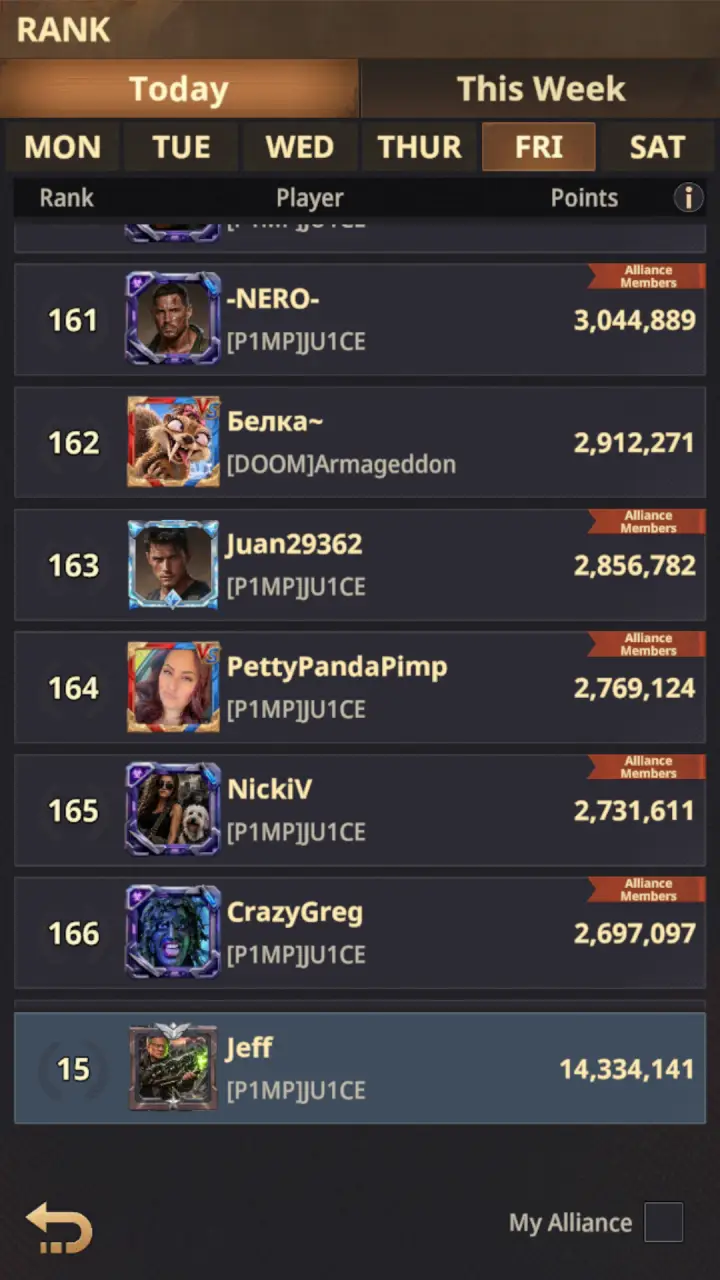 RANK
Today
This Week
MON TUE WED THUR FRI SAT
Rank Player Points i
Alliance
Members
161 -NERO- 3,044,889
[P1MP]JU1CE
162 Белка~ 2,912,271
[DOOM]Armageddon
Alliance
Members
163 Juan29362 2,856,782
[P1MP]JU1CE
Alliance
Members
164 PettyPandaPimp 2,769,124
[P1MP]JU1CE
Alliance
Members
165 NickiV 2,731,611
[P1MP]JU1CE
Alliance
Members
166 CrazyGreg 2,697,097
[P1MP]JU1CE
15 Jeff 14,334,141
[P1MP]JU1CE
My Alliance